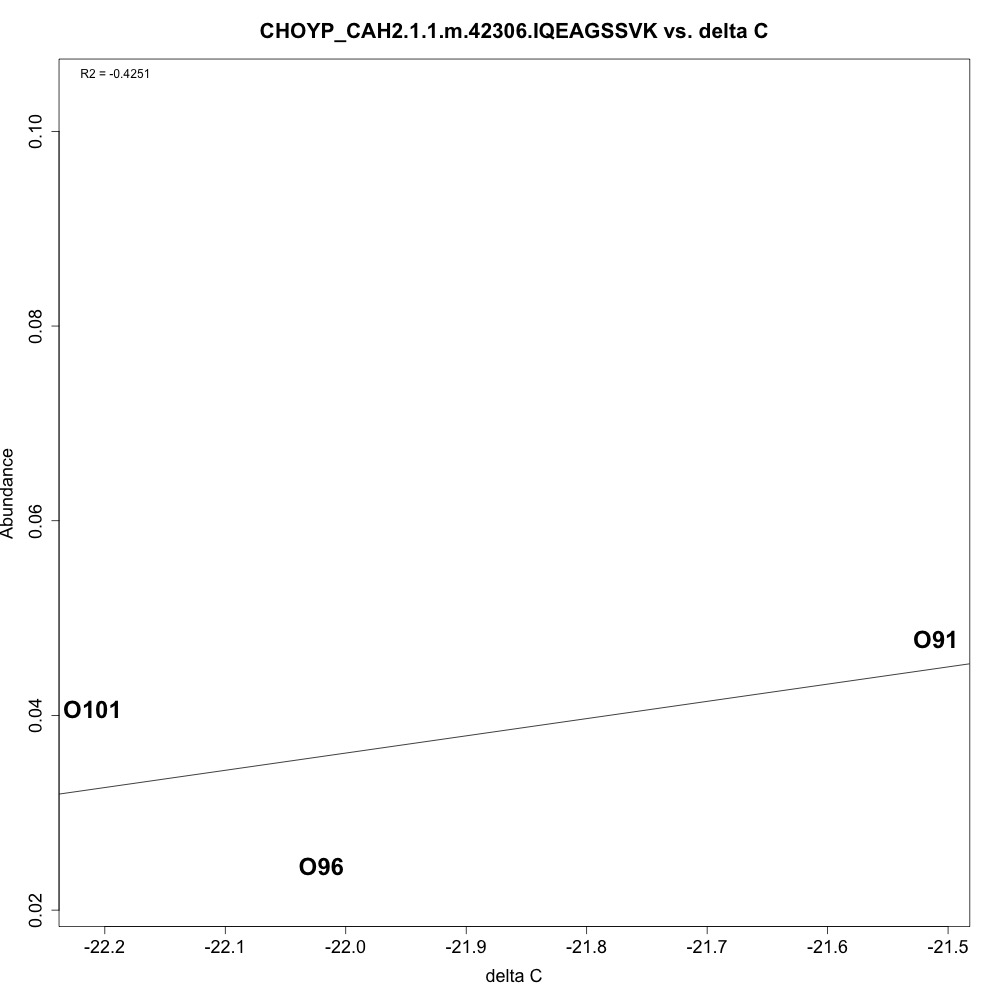 CHOYP_CAH2.1.1.m.42306.IQEAGSSVK vs. delta C
R2 = -0.4251
0.10
0.08
0.06
0.04
0.02
Abundance
O91
O101
O96
-22.2 -22.1 -22.0 -21.9 -21.8 -21.7 -21.6 -21.5
delta C